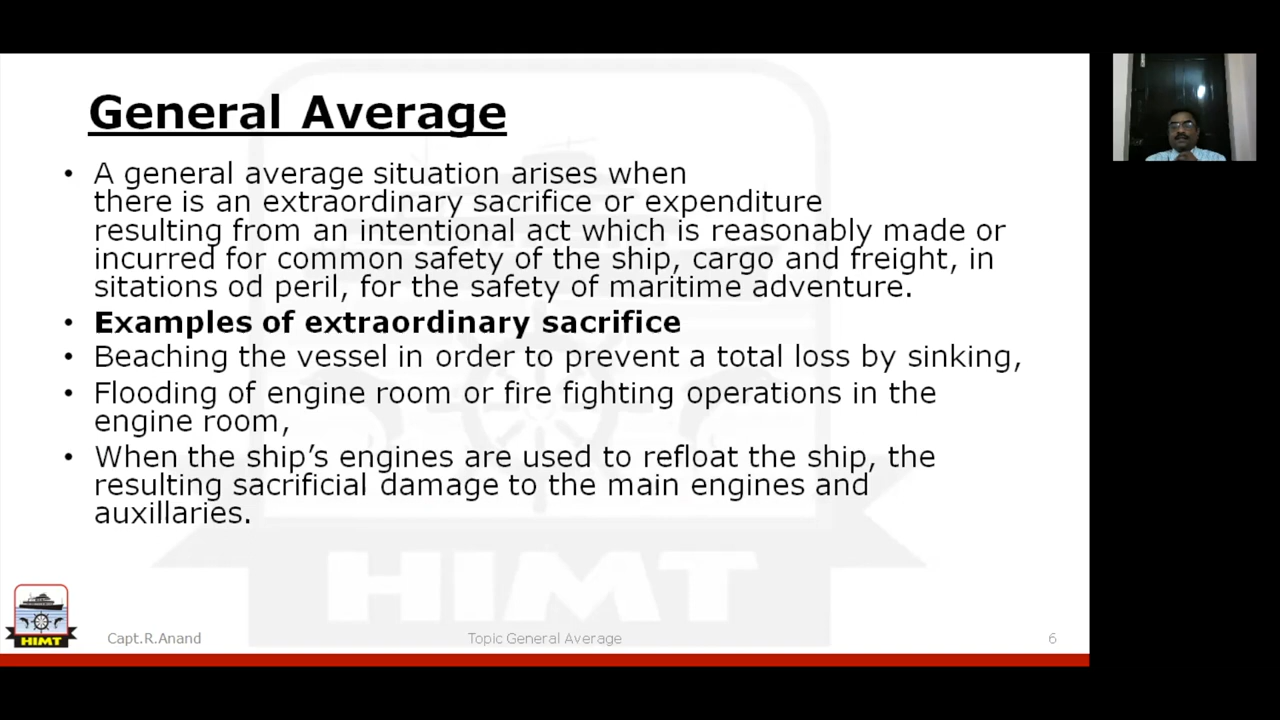 General Average
• A general average situation arises when
there is an extraordinary sacrifice or expenditure
resulting from an intentional act which is reasonably made or
incurred for common safety of the ship, cargo and freight, in
sitations od peril, for the safety of maritime adventure.
• Examples of extraordinary sacrifice
• Beaching the vessel in order to prevent a total loss by sinking,
• Flooding of engine room or fire fighting operations in the
engine room,
• When the ship’s engines are used to refloat the ship, the
resulting sacrificial damage to the main engines and
auxillaries.
HIMT
HIMT
Capt.R.Anand
Topic General Average
6